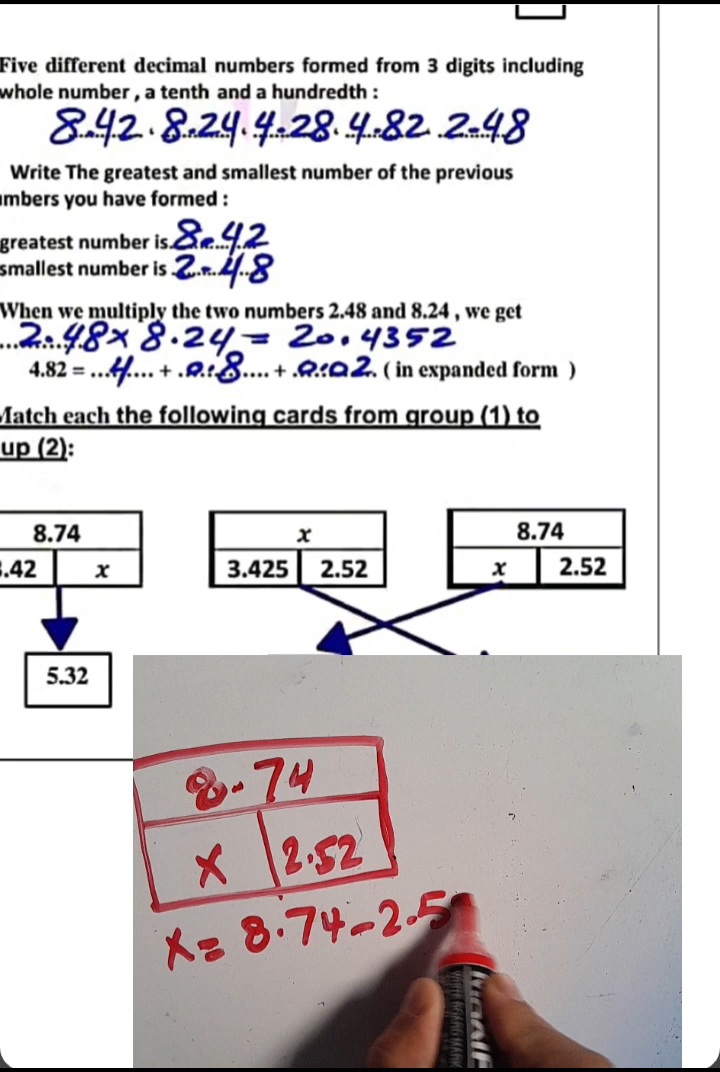 Five different decimal numbers formed from 3 digits including
whole number , a tenth and a hundredth :
8.42 . 8.24 . 4.28 . 4.82 . 2.48
Write The greatest and smallest number of the previous
you have formed :
greatest number is 8.42
smallest number is 2.48
When we multiply the two numbers 2.48 and 8.24 , we get
2.48 x 8.24 = 20.4352
4.82 = ...4.... + .0.8.... + .0.02. ( in expanded form )
Match each the following cards from group (1) to
(2):
8.74 x 8.74
.42 x 3.425 2.52 x 2.52
5.32
8.74
x 2.52
x = 8.74 - 2.5